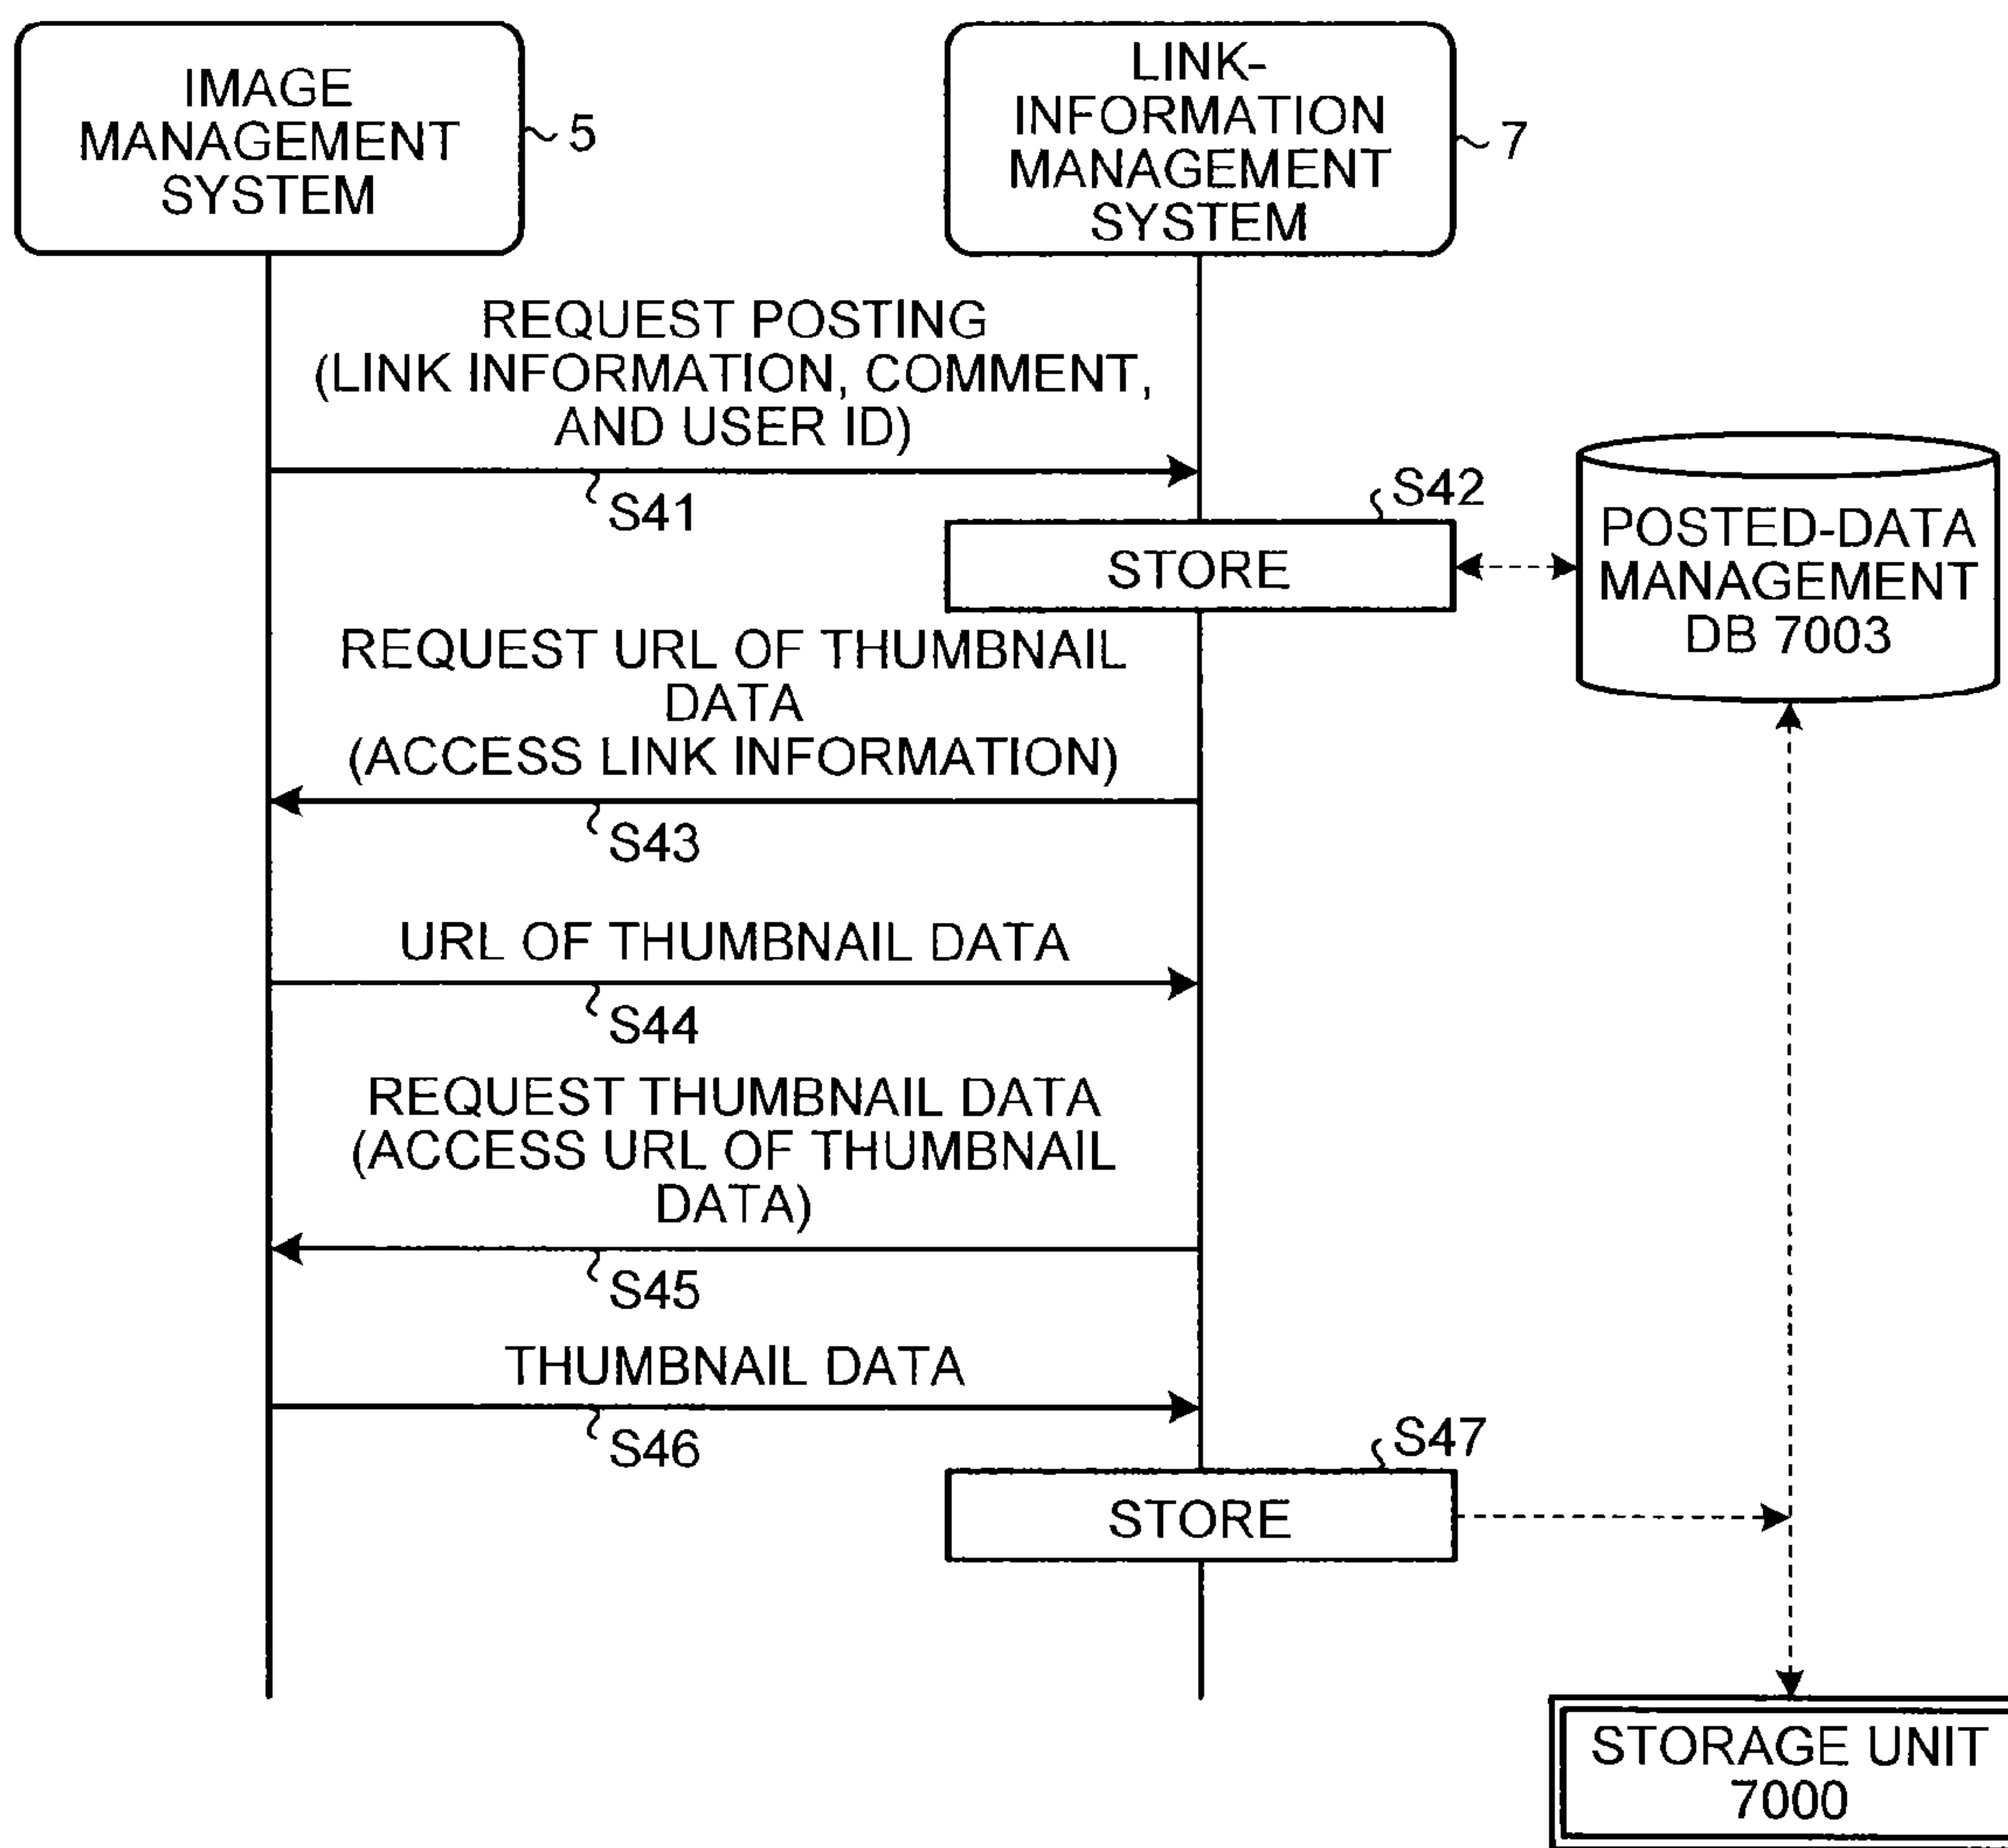 IMAGE
MANAGEMENT
SYSTEM
5
LINK-
INFORMATION
MANAGEMENT
SYSTEM
7
REQUEST POSTING
(LINK INFORMATION, COMMENT,
AND USER ID)
S41
S42
STORE
POSTED-DATA
MANAGEMENT
DB 7003
REQUEST URL OF THUMBNAIL
DATA
(ACCESS LINK INFORMATION)
S43
URL OF THUMBNAIL DATA
S44
REQUEST THUMBNAIL DATA
(ACCESS URL OF THUMBNAIL
DATA)
S45
THUMBNAIL DATA
S46
S47
STORE
STORAGE UNIT
7000